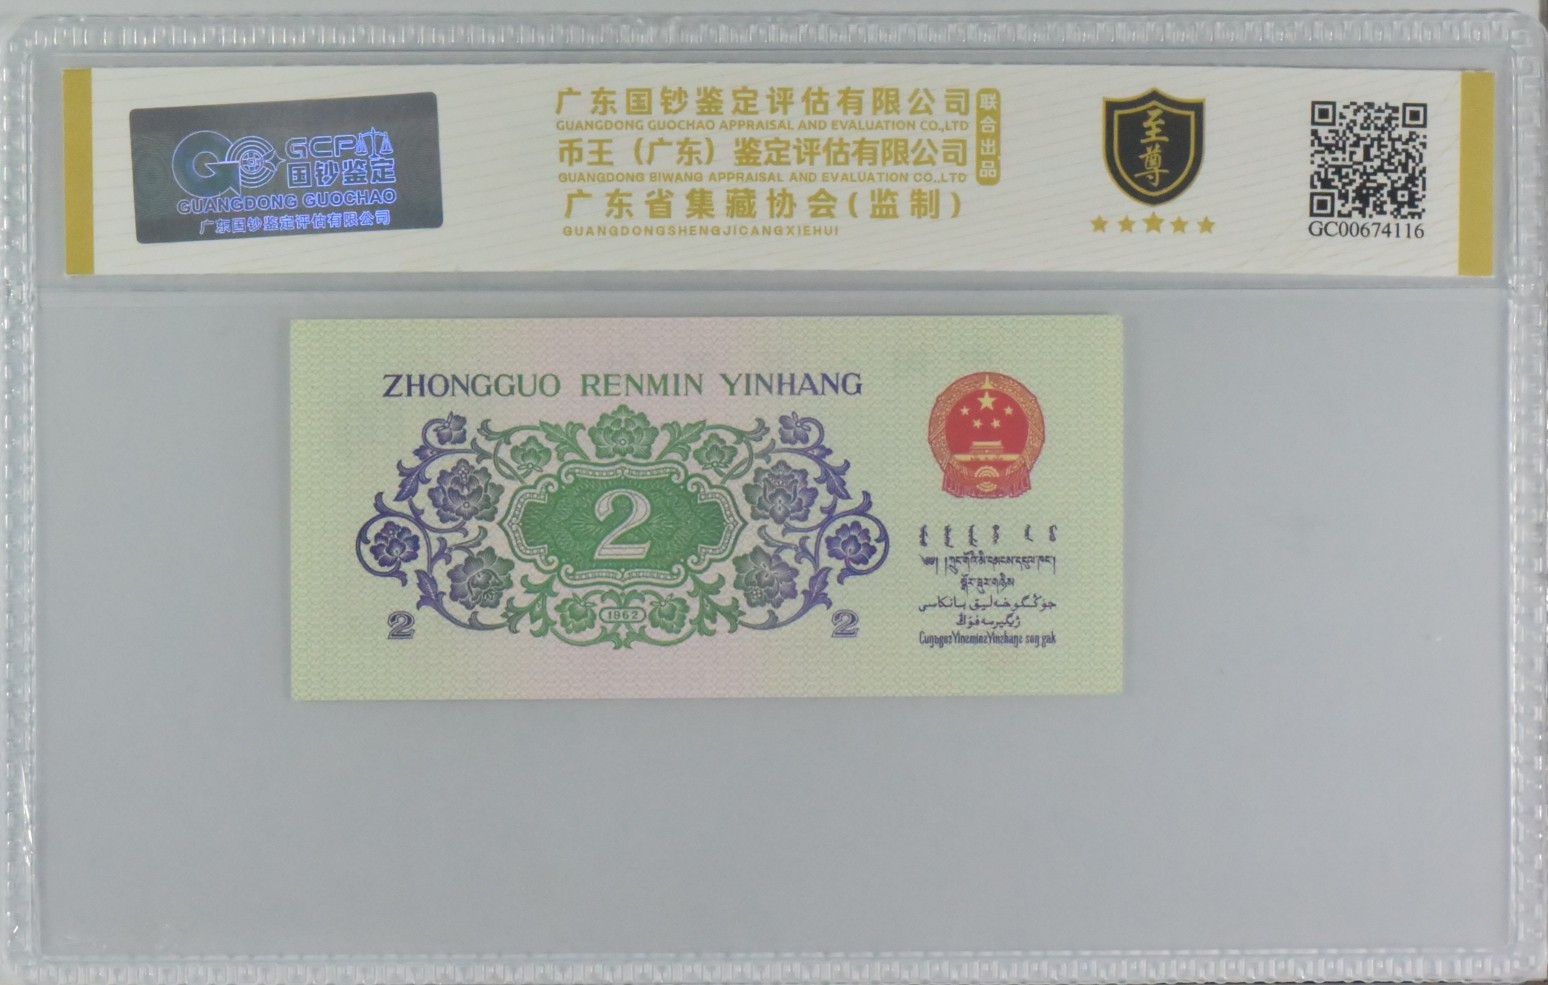 GCP
国钞鉴定
GUANGDONG GUOCHAO
广东国钞鉴定评估有限公司
广东国钞鉴定评估有限公司
GUANGDONG GUOCHAO APPRAISAL AND EVALUATION CO.,LTD
币王（广东）鉴定评估有限公司
GUANGDONG BIWANG APPRAISAL AND EVALUATION CO.,LTD
广东省集藏协会(监制)
GUANGDONGSHENGJICANGXIEHUI
联合出品
至尊
GC00674116
ZHONGGUO RENMIN YINHANG
2
1962
2
2
جۇڭگوخەلىق بانكاسى